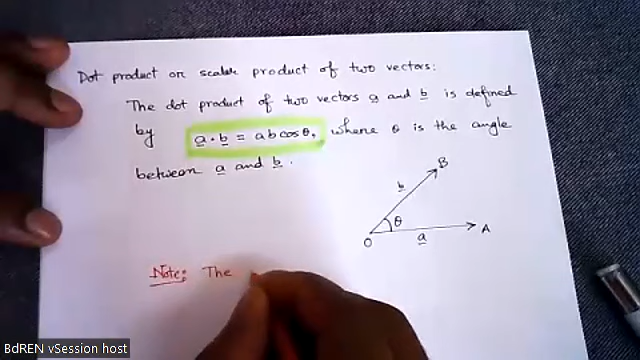 Dot product or scalar product of two vectors:
The dot product of two vectors a and b is defined
by a · b = ab cos θ, where θ is the angle
between a and b.
B
b
θ
O a A
Note: The
BdREN vSession host